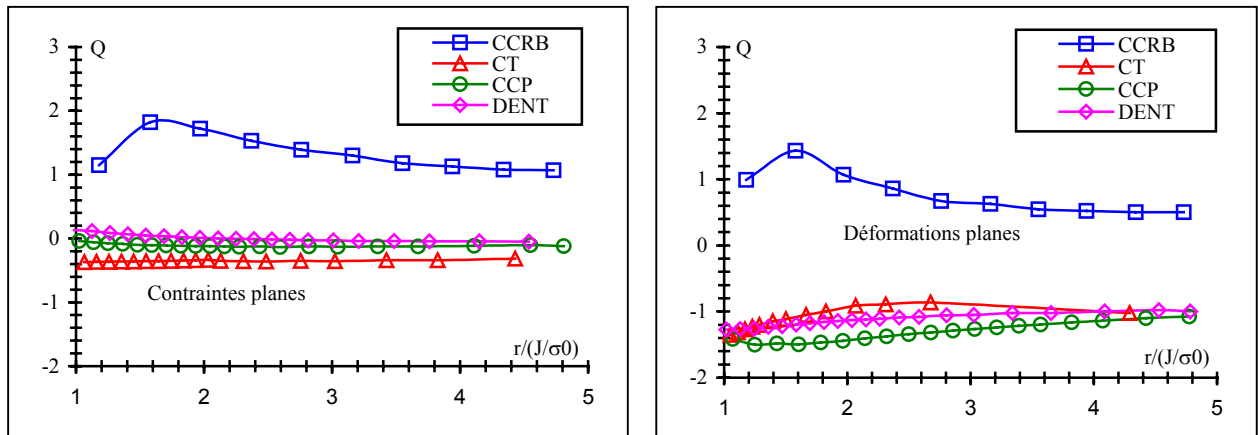 3
Q
CCRB
CT
CCP
DENT
2
1
0
-1
-2
Contraintes planes
r/(J/σ0)
1
2
3
4
5
3
Q
CCRB
CT
CCP
DENT
2
1
0
-1
-2
Déformations planes
r/(J/σ0)
1
2
3
4
5